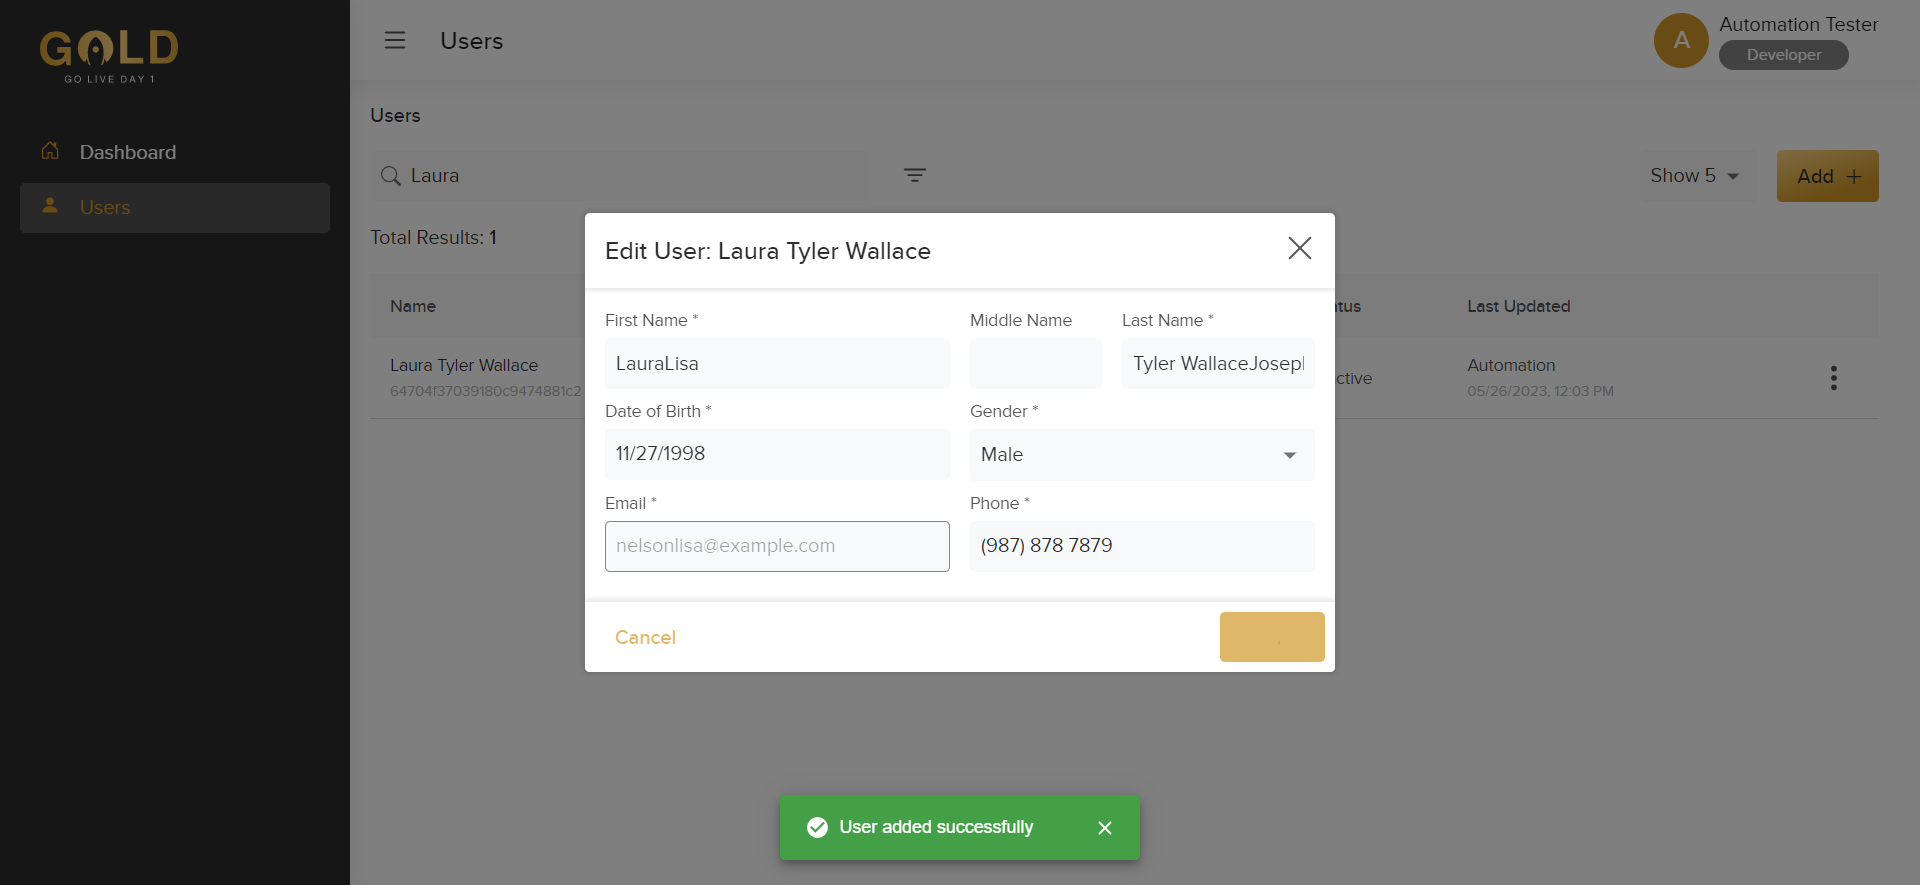 GOLD
GO LIVE DAY 1
Dashboard
Users
Users
A
Automation Tester
Developer
Users
Laura
Show 5
Add +
Total Results: 1
Name
tus
Last Updated
Laura Tyler Wallace
64704f37039180c9474881c2
ctive
Automation
05/26/2023, 12:03 PM
Edit User: Laura Tyler Wallace
First Name *
Middle Name
Last Name *
LauraLisa
Tyler WallaceJosep
Date of Birth *
Gender *
11/27/1998
Male
Email *
Phone *
nelsonlisa@example.com
(987) 878 7879
Cancel
User added successfully